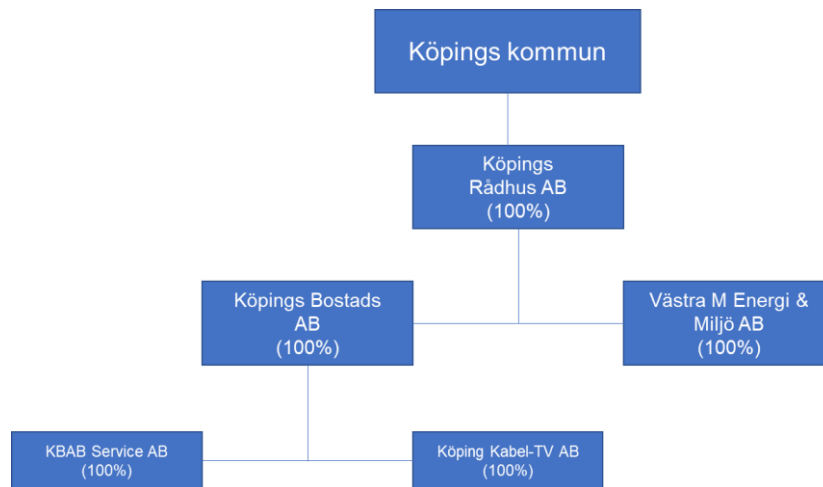 Köpings kommun
Köpings
Rådhus AB
(100%)
Köpings Bostads
AB
(100%)
Västra M Energi &
Miljö AB
(100%)
KBAB Service AB
(100%)
Köping Kabel-TV AB
(100%)